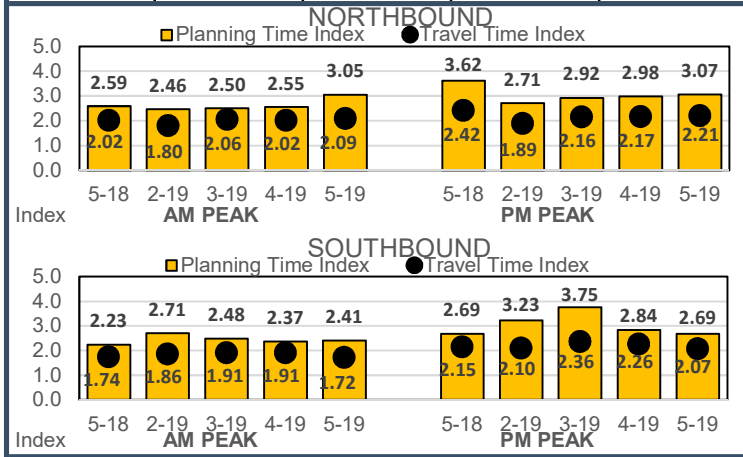 NORTHBOUND
Planning Time Index Travel Time Index
5.0
4.0
3.0
2.0
1.0
0.0
2.59 2.46 2.50 2.55 3.05 3.62 2.71 2.92 2.98 3.07
2.02 1.80 2.06 2.02 2.09 2.42 1.89 2.16 2.17 2.21
5-18 2-19 3-19 4-19 5-19 5-18 2-19 3-19 4-19 5-19
Index AM PEAK PM PEAK
SOUTHBOUND
Planning Time Index Travel Time Index
5.0
4.0
3.0
2.0
1.0
0.0
2.23 2.71 2.48 2.37 2.41 2.69 3.23 3.75 2.84 2.69
1.74 1.86 1.91 1.91 1.72 2.15 2.10 2.36 2.26 2.07
5-18 2-19 3-19 4-19 5-19 5-18 2-19 3-19 4-19 5-19
Index AM PEAK PM PEAK